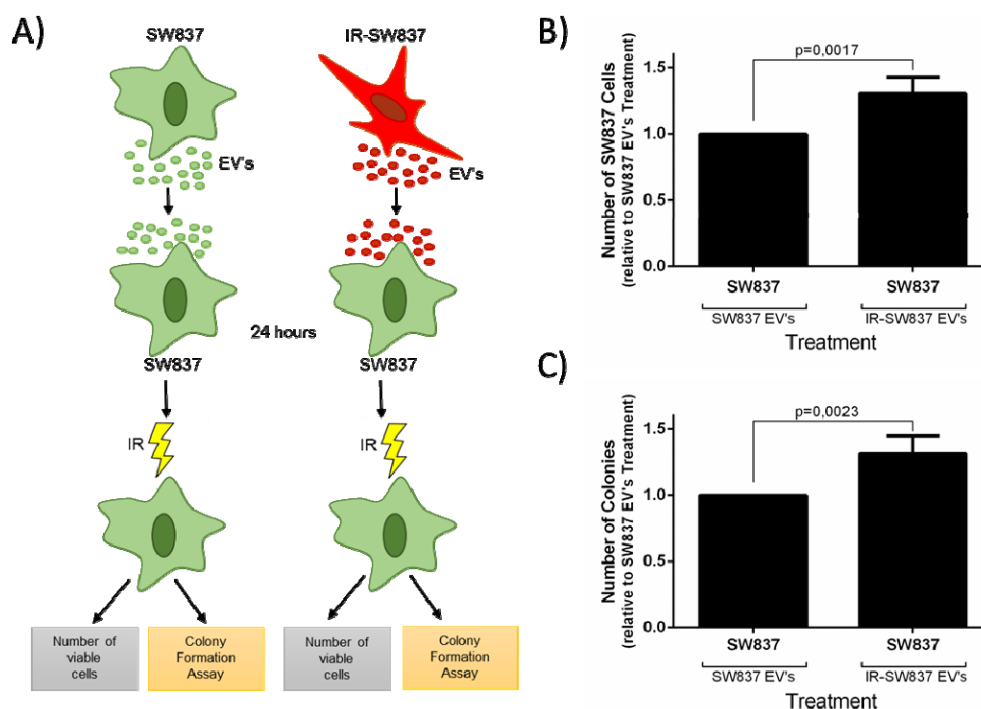 A)
SW837
IR-SW837
EV's
EV's
24 hours
SW837
SW837
IR
IR
Number of
viable
cells
Colony
Formation
Assay
Number of
viable
cells
Colony
Formation
Assay
B)
Number of SW837 Cells
(relative to SW837 EV's Treatment)
p=0,0017
1.5
1.0
0.5
0.0
SW837
SW837
SW837 EV's
IR-SW837 EV's
Treatment
C)
Number of Colonies
(relative to SW837 EV's Treatment)
p=0,0023
1.5
1.0
0.5
0.0
SW837
SW837
SW837 EV's
IR-SW837 EV's
Treatment